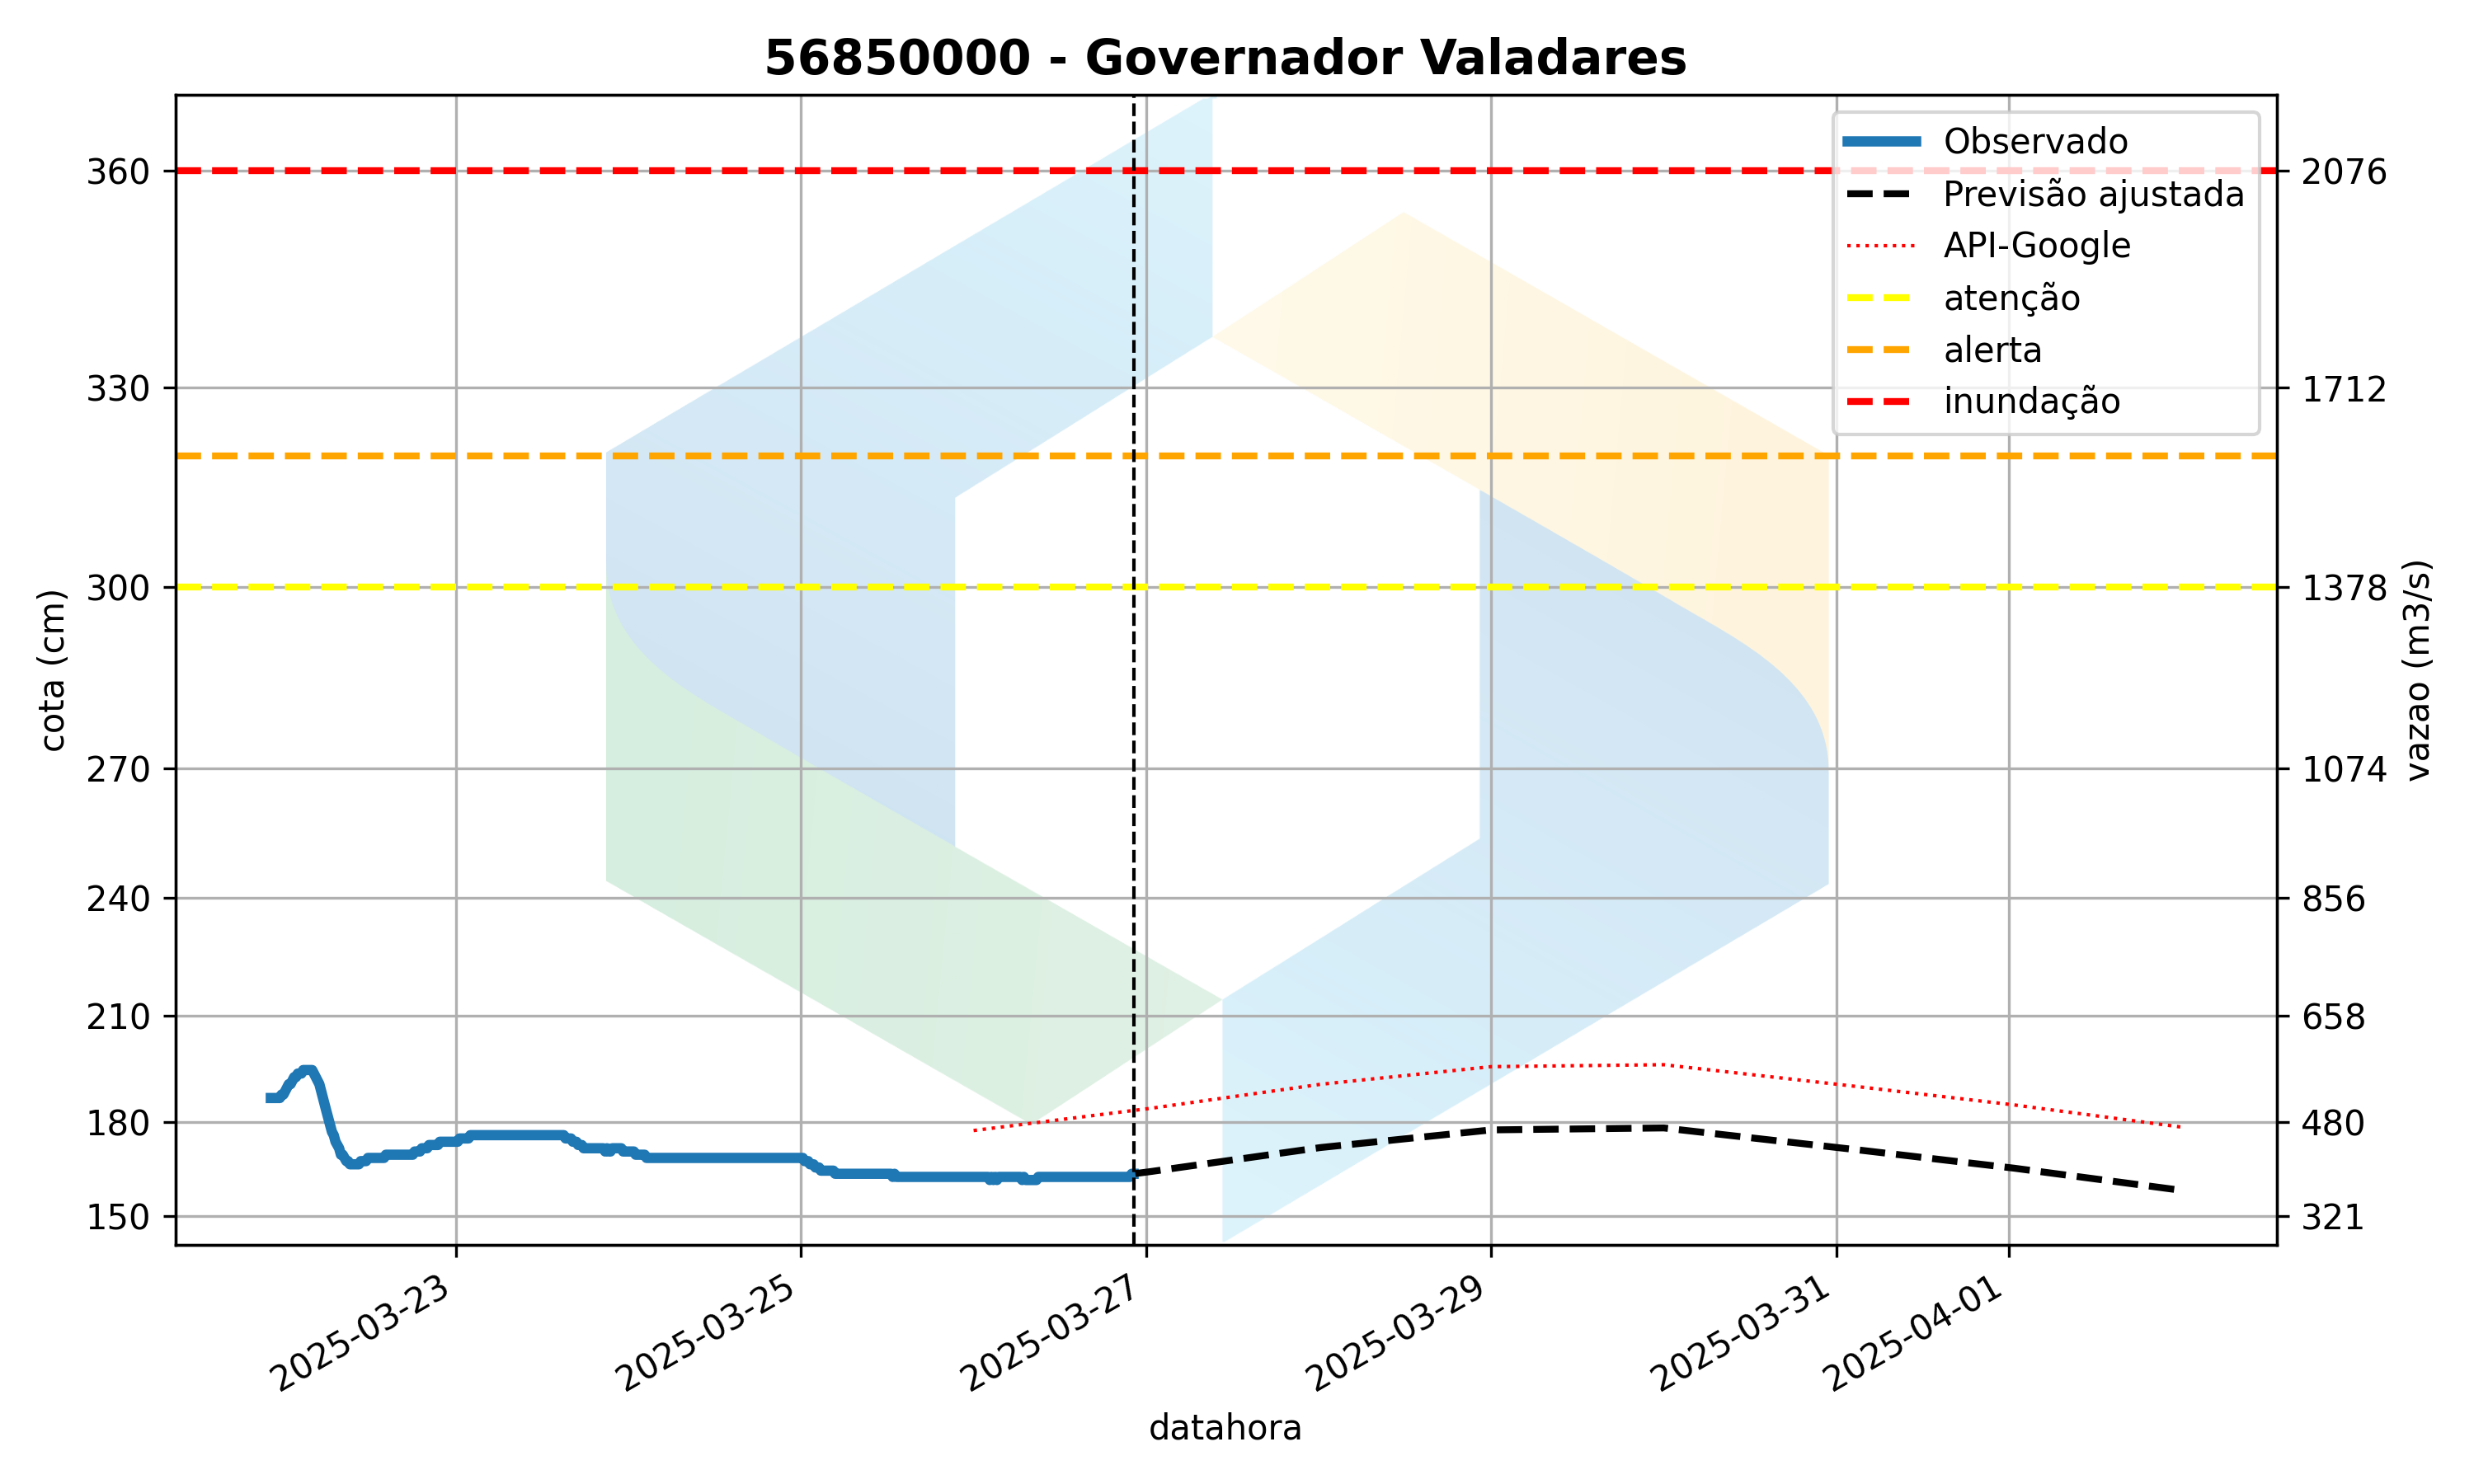 56850000 - Governador Valadares
Observado
Previsão ajustada
API-Google
atenção
alerta
inundação
cota (cm)
360
330
300
270
240
210
180
150
2076
1712
1378
1074
856
658
480
321
vazao (m3/s)
2025-03-23
2025-03-25
2025-03-27
2025-03-29
2025-03-31
2025-04-01
datahora